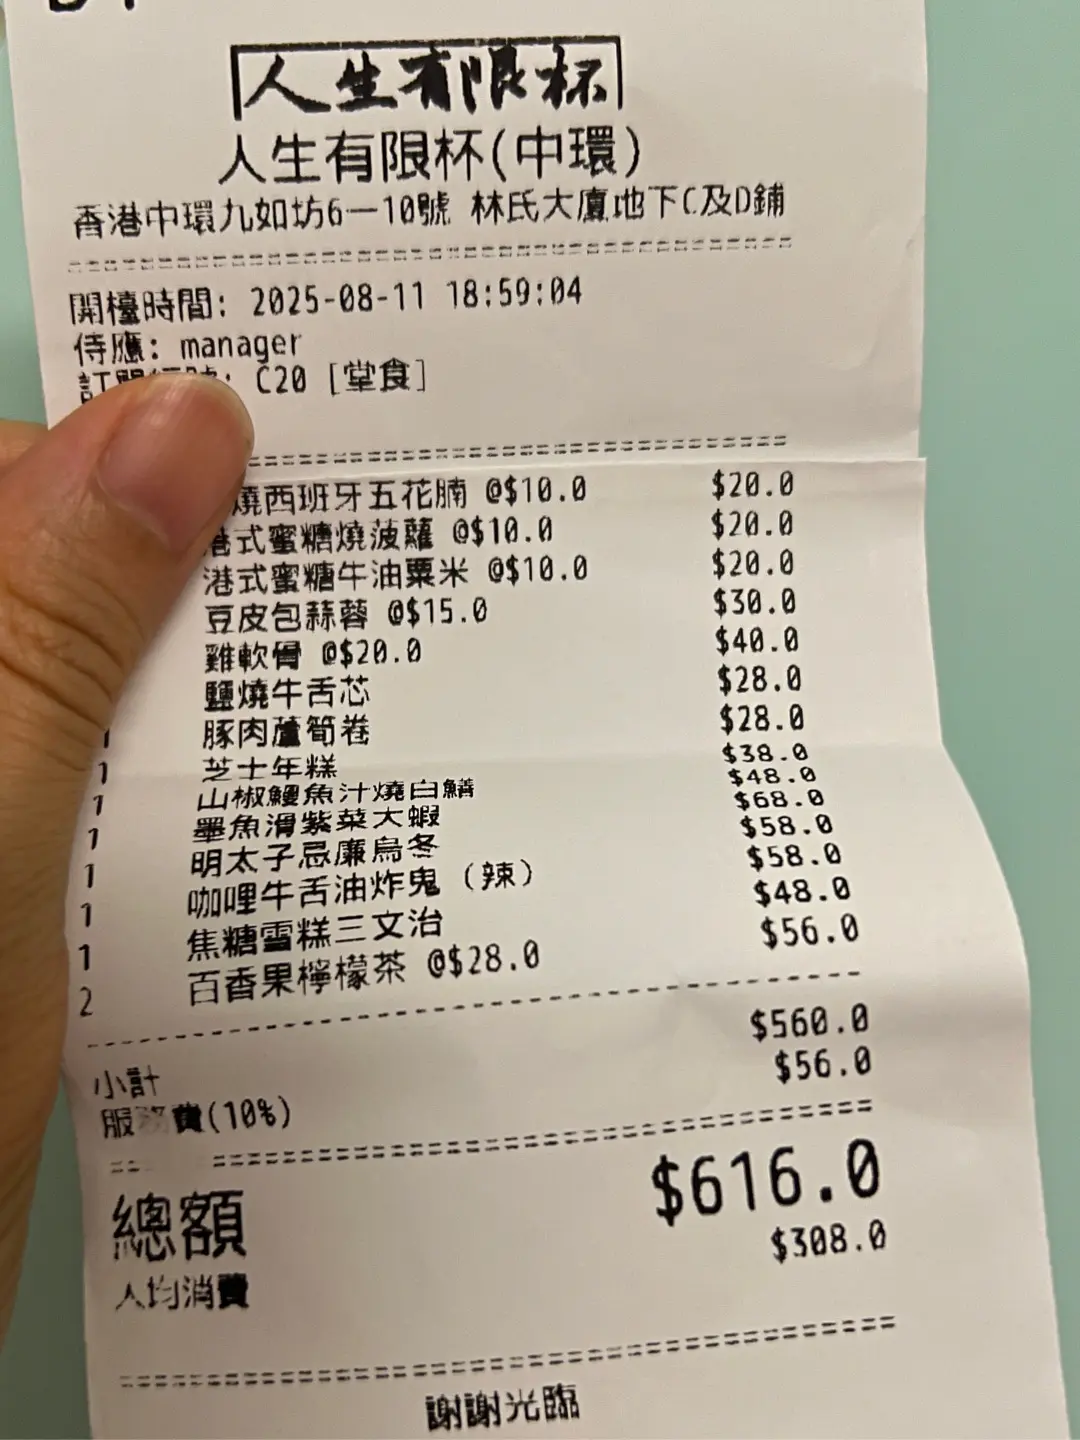 人生有限杯
人生有限杯(中環)
香港中環九如坊6—10號 林氏大廈地下C及D鋪
開檯時間: 2025-08-11 18:59:04
侍應: manager
C20 [堂食]
燒西班牙五花腩 @$10.0 $20.0
港式蜜糖燒菠蘿 @$10.0 $20.0
港式蜜糖牛油粟米 @$10.0 $20.0
豆皮包蒜蓉 @$15.0 $30.0
雞軟骨 @$20.0 $40.0
鹽燒牛舌芯 $28.0
1 豚肉蘆筍卷 $28.0
1 芝士年糕 $38.0
1 山椒鰻魚汁燒白鱔 $48.0
1 墨魚滑紫菜大蝦 $68.0
1 明太子忌廉烏冬 $58.0
1 咖哩牛舌油炸鬼 (辣) $58.0
1 焦糖雪糕三文治 $48.0
2 百香果檸檬茶 @$28.0 $56.0
小計 $560.0
服務費(10%) $56.0
總額 $616.0
人均消費 $308.0
謝謝光臨